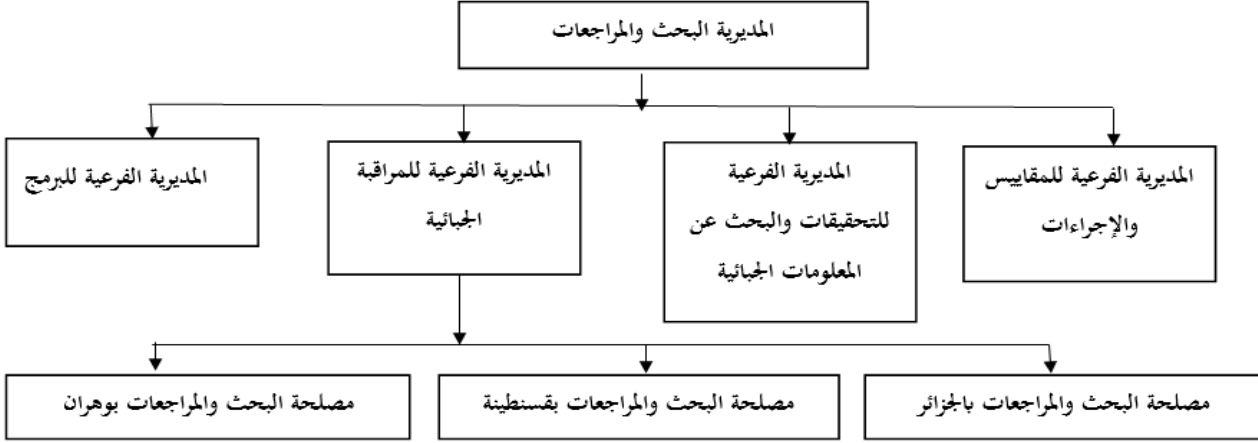 المديرية البحث والمراجعات
المديرية الفرعية للمقاييس
والإجراءات
المديرية الفرعية
للتحقيقات والبحث عن
المعلومات الجبائية
المديرية الفرعية للمراقبة
الجبائية
المديرية الفرعية للبرمج
مصلحة البحث والمراجعات بالجزائر
مصلحة البحث والمراجعات بقسنطينة
مصلحة البحث والمراجعات بوهران